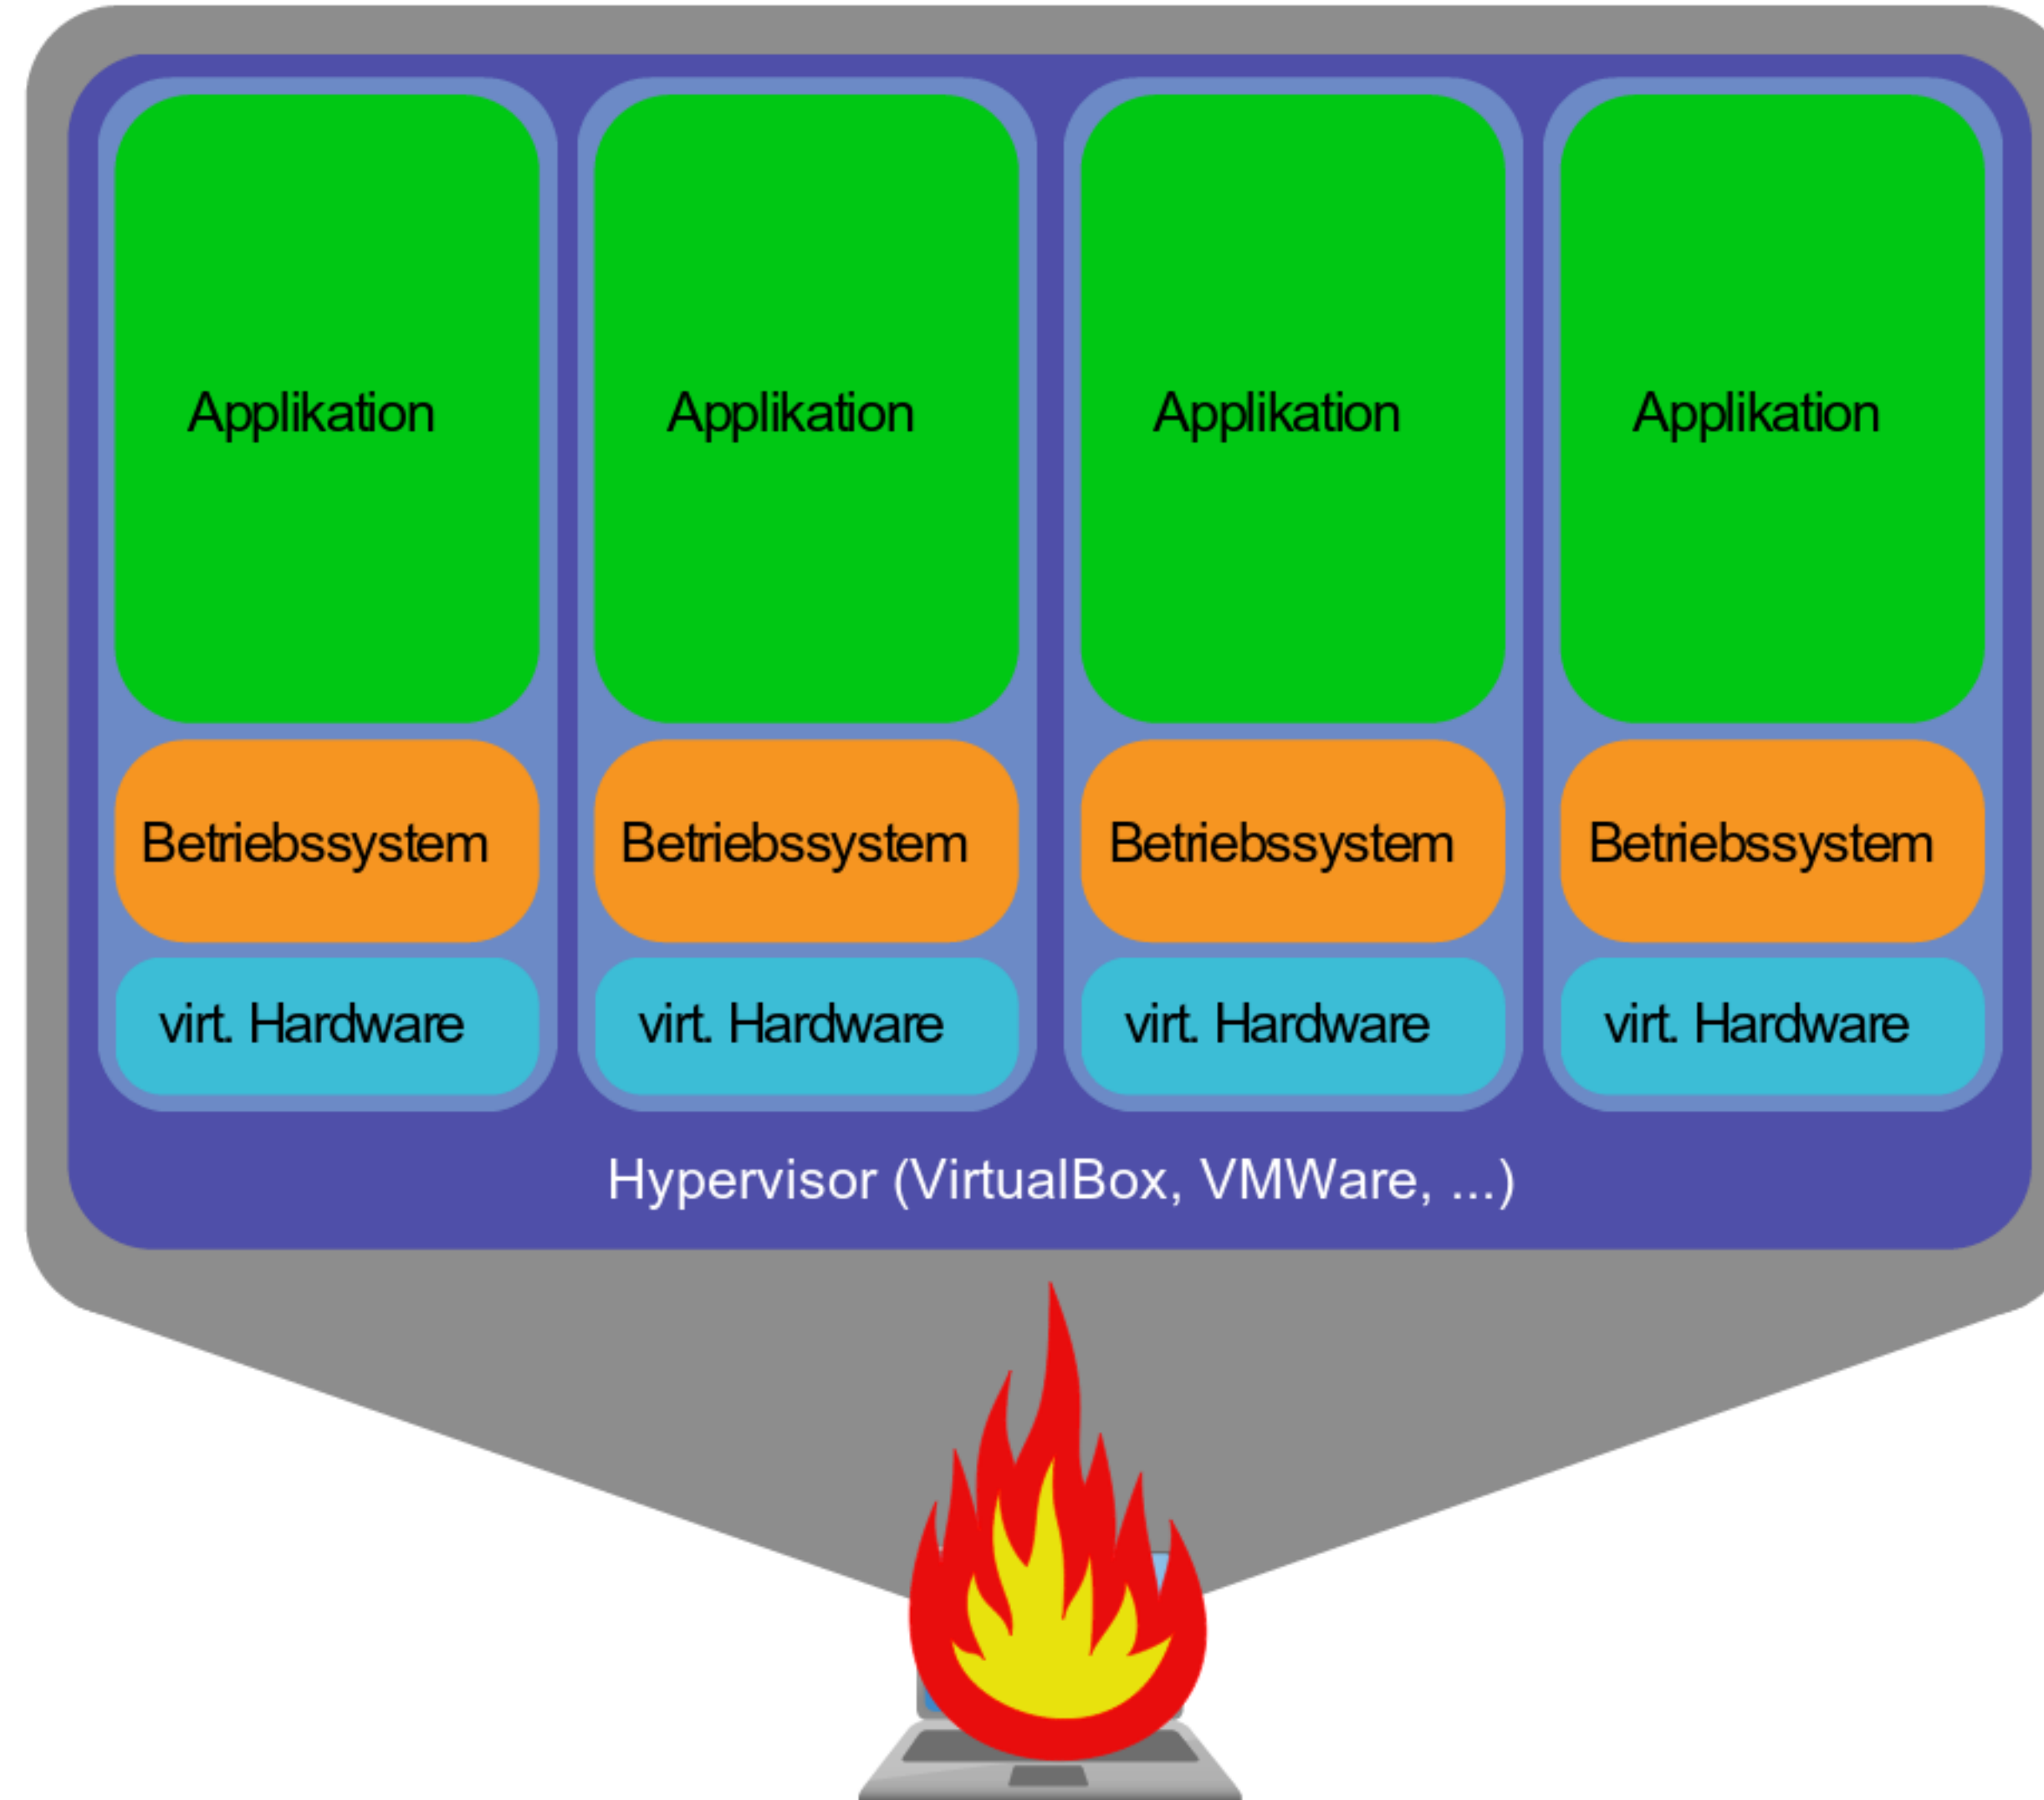 Applikation Applikation Applikation Applikation
Betriebssystem Betriebssystem Betriebssystem Betriebssystem
virt. Hardware virt. Hardware virt. Hardware virt. Hardware
Hypervisor (VirtualBox, VMWare, ...)